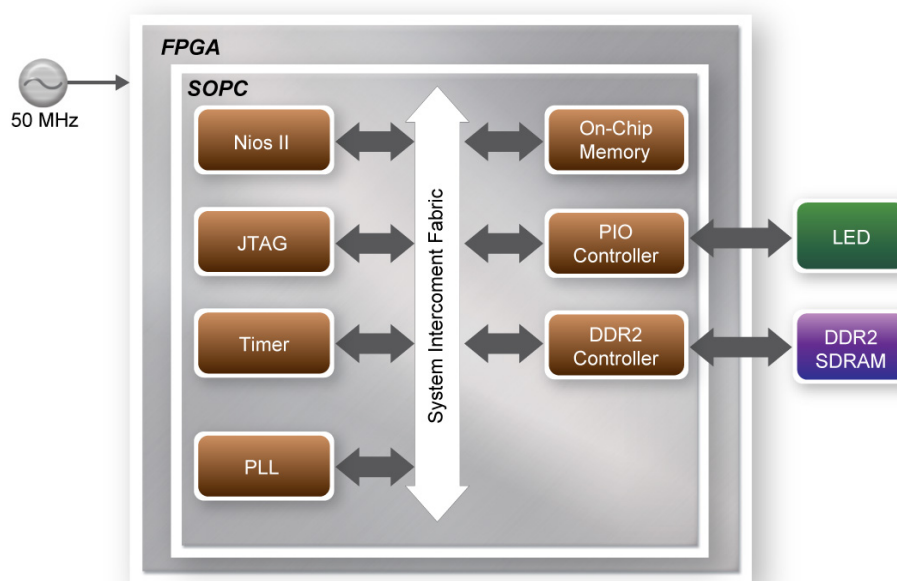 FPGA
SOPC
50 MHz
Nios II
On-Chip
Memory
JTAG
PIO
Controller
LED
Timer
DDR2
Controller
DDR2
SDRAM
PLL
System Intercoment Fabric